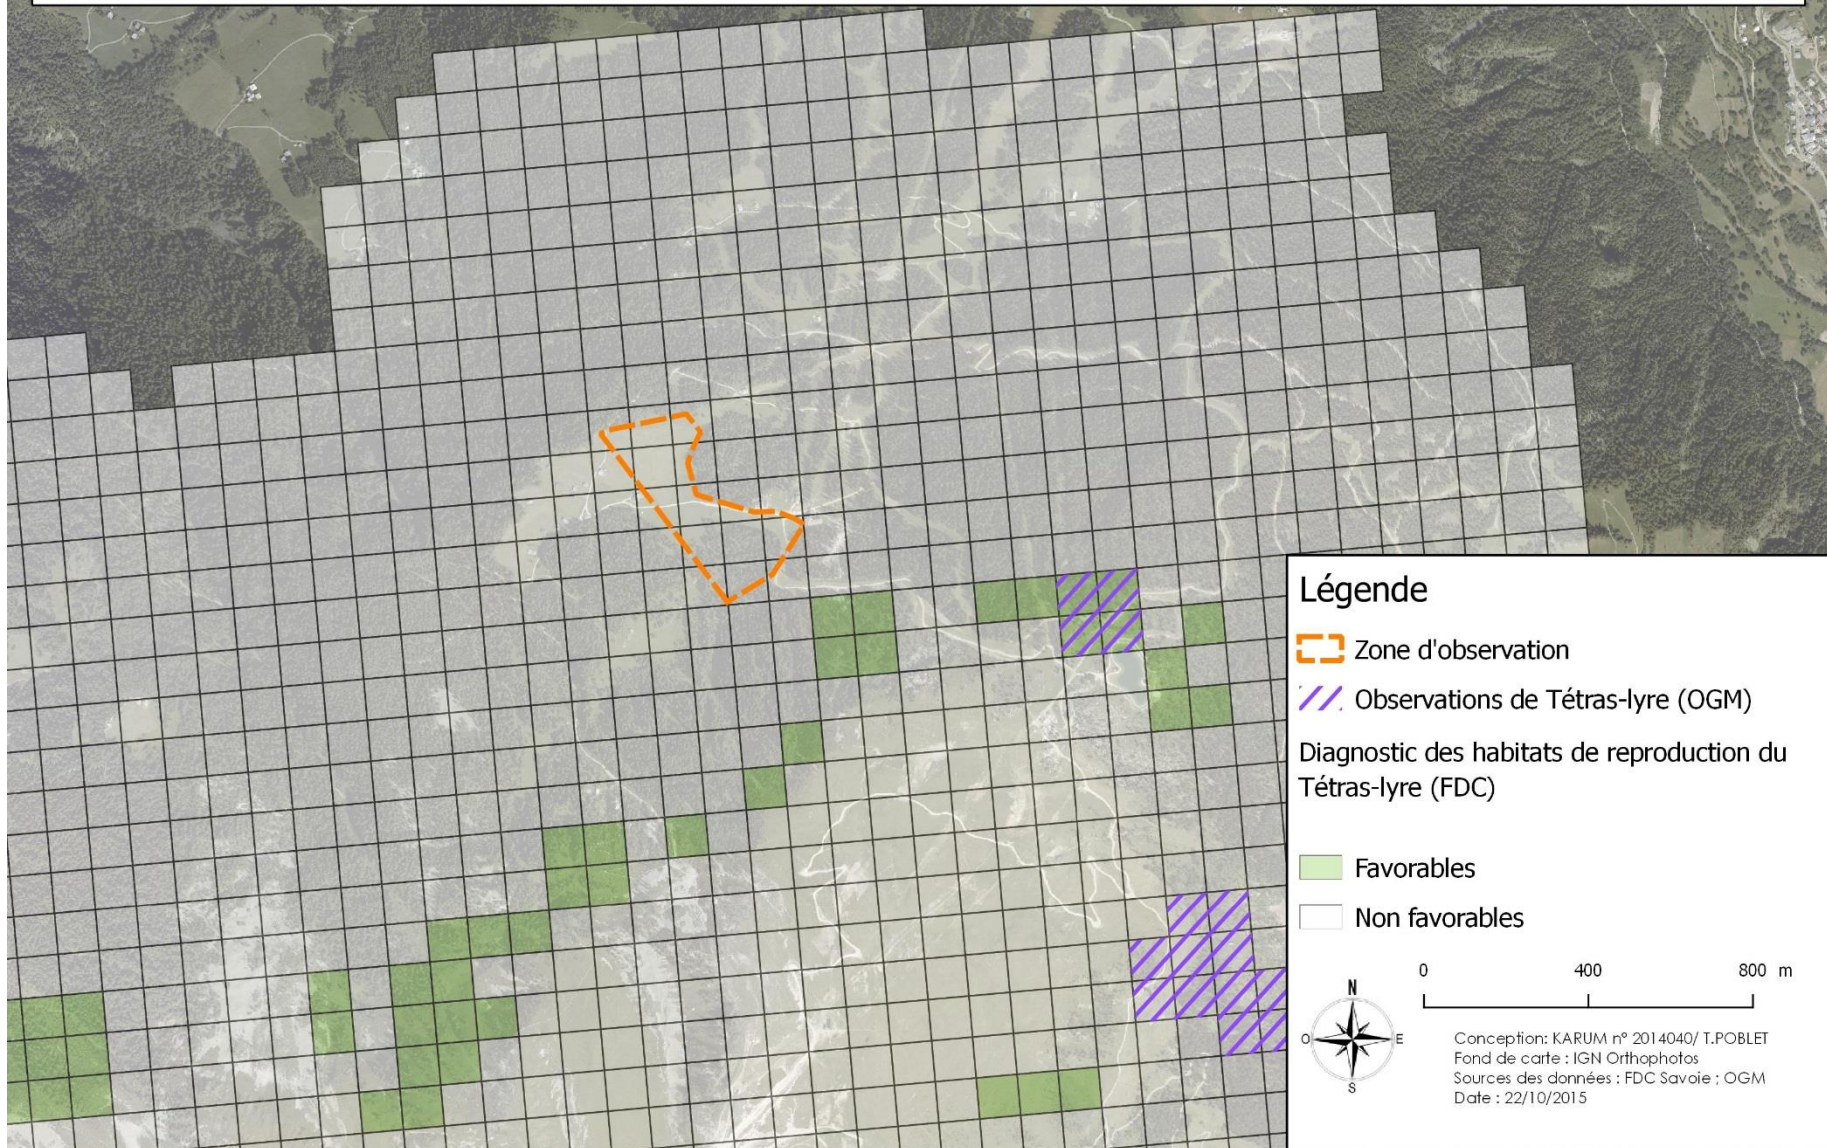 Légende
Zone d'observation
Observations de Tétras-lyre (OGM)
Diagnostic des habitats de reproduction du
Tétras-lyre (FDC)
Favorables
Non favorables
0 400 800 m
N
O E
S
Conception: KARUM n° 2014040/ T.POBLET
Fond de carte : IGN Orthophotos
Sources des données : FDC Savoie ; OGM
Date : 22/10/2015